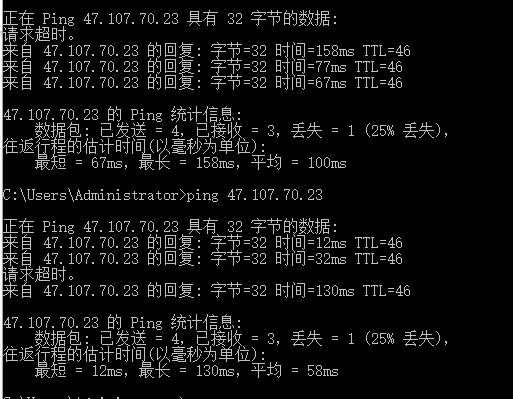 正在 Ping 47.107.70.23 具有 32 字节的数据:
请求超时。
来自 47.107.70.23 的回复: 字节=32 时间=158ms TTL=46
来自 47.107.70.23 的回复: 字节=32 时间=77ms TTL=46
来自 47.107.70.23 的回复: 字节=32 时间=67ms TTL=46
47.107.70.23 的 Ping 统计信息:
数据包: 已发送 = 4, 已接收 = 3, 丢失 = 1 (25% 丢失),
往返行程的估计时间(以毫秒为单位):
最短 = 67ms, 最长 = 158ms, 平均 = 100ms
C:\Users\Administrator>ping 47.107.70.23
正在 Ping 47.107.70.23 具有 32 字节的数据:
来自 47.107.70.23 的回复: 字节=32 时间=12ms TTL=46
来自 47.107.70.23 的回复: 字节=32 时间=32ms TTL=46
请求超时。
来自 47.107.70.23 的回复: 字节=32 时间=130ms TTL=46
47.107.70.23 的 Ping 统计信息:
数据包: 已发送 = 4, 已接收 = 3, 丢失 = 1 (25% 丢失),
往返行程的估计时间(以毫秒为单位):
最短 = 12ms, 最长 = 130ms, 平均 = 58ms